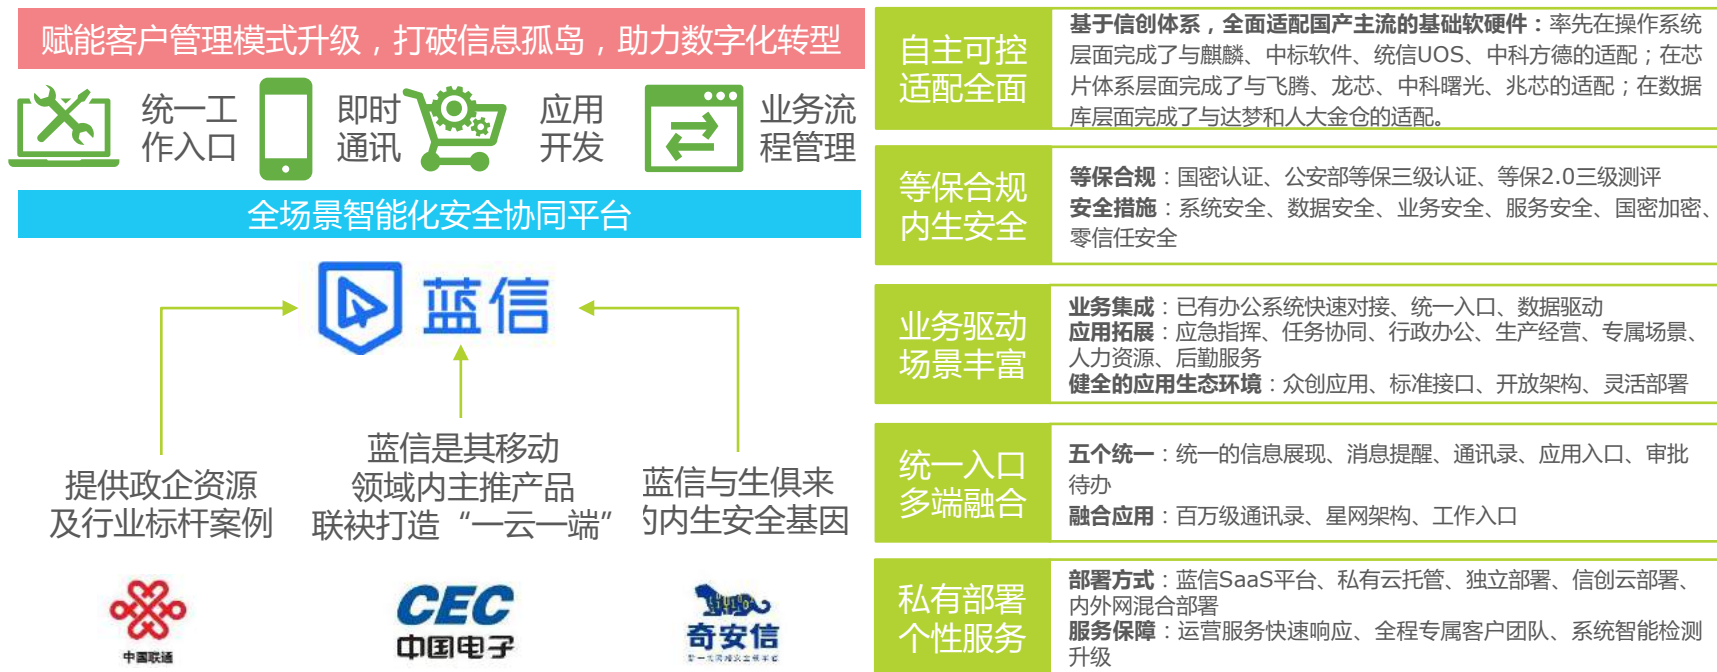 赋能客户管理模式升级，打破信息孤岛，助力数字化转型
统一工
作入口
即时
通讯
应用
开发
业务流
程管理
全场景智能化安全协同平台
蓝信
提供政企资源
及行业标杆案例
蓝信是其移动
领域内主推产品
联袂打造“一云一端”
蓝信与生俱来
的内生安全基因
中国联通
CEC
中国电子
奇安信
自主可控
适配全面
基于信创体系，全面适配国产主流的基础软硬件：率先在操作系统
层面完成了与麒麟、中标软件、统信UOS、中科方德的适配；在芯
片体系层面完成了与飞腾、龙芯、中科曙光、兆芯的适配；在数据
库层面完成了与达梦和人大金仓的适配。
等保合规
内生安全
等保合规：国密认证、公安部等保三级认证、等保2.0三级测评
安全措施：系统安全、数据安全、业务安全、服务安全、国密加密、
零信任安全
业务驱动
场景丰富
业务集成：已有办公系统快速对接、统一入口、数据驱动
应用拓展：应急指挥、任务协同、行政办公、生产经营、专属场景、
人力资源、后勤服务
健全的应用生态环境：众创应用、标准接口、开放架构、灵活部署
统一入口
多端融合
五个统一：统一的信息展现、消息提醒、通讯录、应用入口、审批
待办
融合应用：百万级通讯录、星网架构、工作入口
私有部署
个性服务
部署方式：蓝信SaaS平台、私有云托管、独立部署、信创云部署、
内外网混合部署
服务保障：运营服务快速响应、全程专属客户团队、系统智能检测
升级